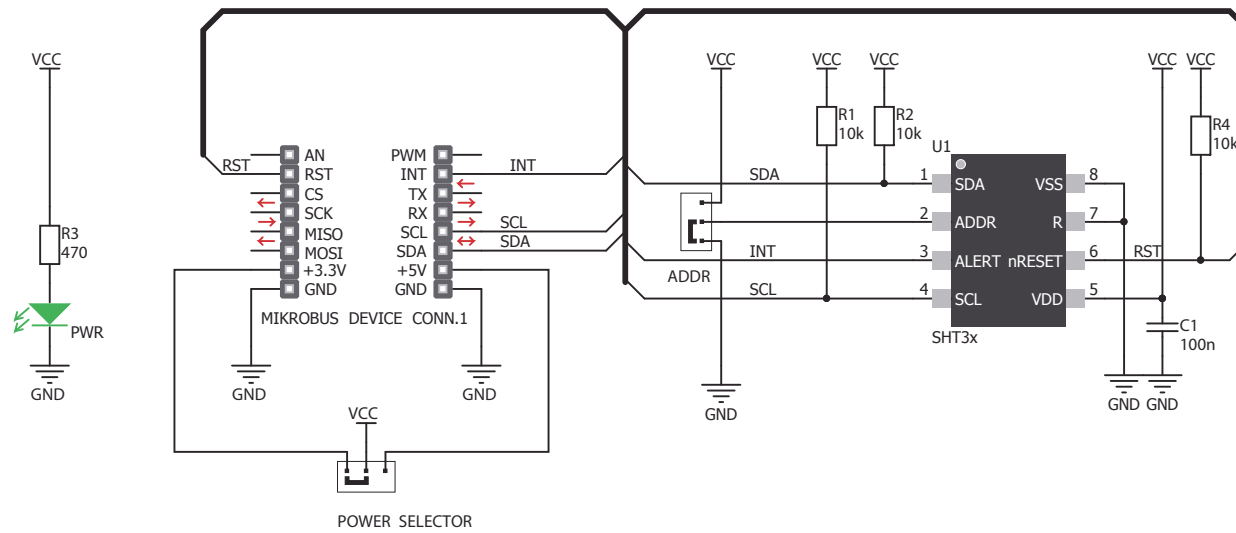 VCC
R3
470
PWR
GND
RST
AN
RST
CS
SCK
MISO
MOSI
+3.3V
GND
PWM
INT
TX
RX
SCL
SDA
+5V
GND
INT
SCL
SDA
MIKROBUS DEVICE CONN.1
GND
GND
VCC
POWER SELECTOR
VCC
VCC
VCC
R1
10k
R2
10k
SDA
INT
SCL
ADDR
GND
U1
1
SDA
2
ADDR
3
ALERT
4
SCL
VSS
8
R
7
nRESET
6
VDD
5
SHT3x
RST
VCC
VCC
R4
10k
C1
100n
GND
GND